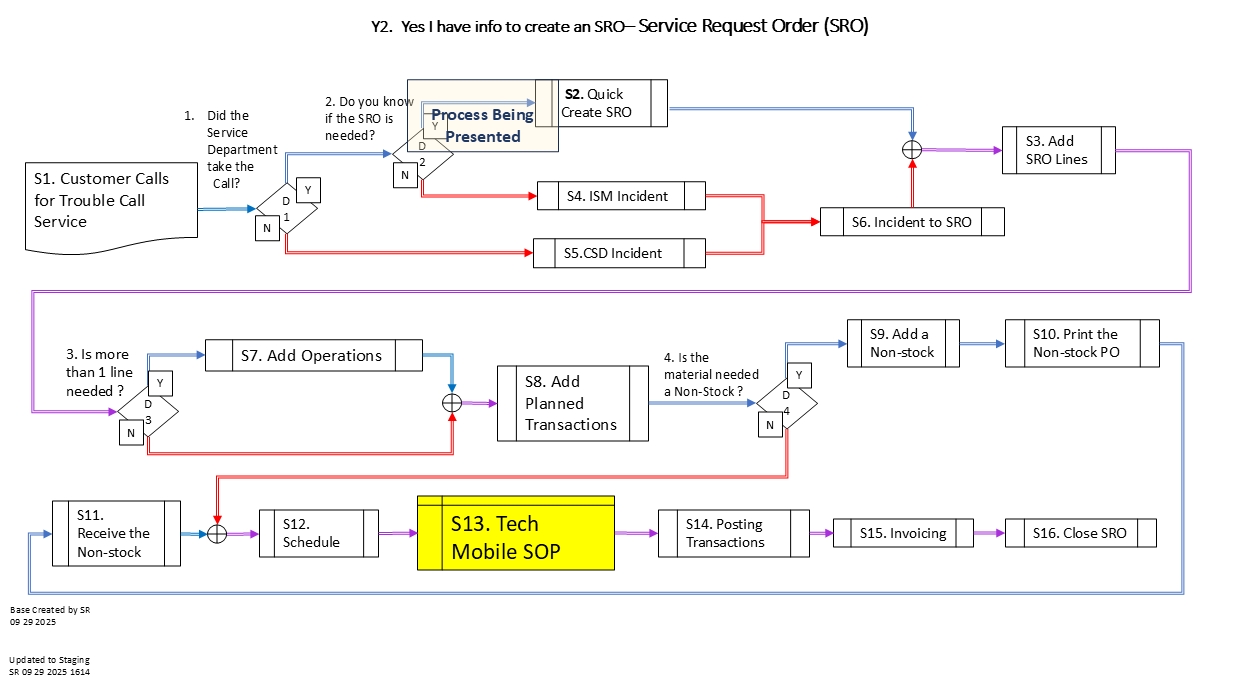 Y2. Yes I have info to create an SRO– Service Request Order (SRO)
1. Did the
Service
Department
take the
Call?
2. Do you know
if the SRO is
needed?
Process Being
Presented
S2. Quick
Create SRO
Y
D
2
N
S3. Add
SRO Lines
S1. Customer Calls
for Trouble Call
Service
Y
D
1
N
S4. ISM Incident
S6. Incident to SRO
S5.CSD Incident
3. Is more
than 1 line
needed ?
Y
D
3
N
S7. Add Operations
S8. Add
Planned
Transactions
4. Is the
material needed
a Non-Stock ?
Y
D
4
N
S9. Add a
Non-stock
S10. Print the
Non-stock PO
S11.
Receive the
Non-stock
S12.
Schedule
S13. Tech
Mobile SOP
S14. Posting
Transactions
S15. Invoicing
S16. Close SRO
Base Created by SR
09 29 2025
Updated to Staging
SR 09 29 2025 1614